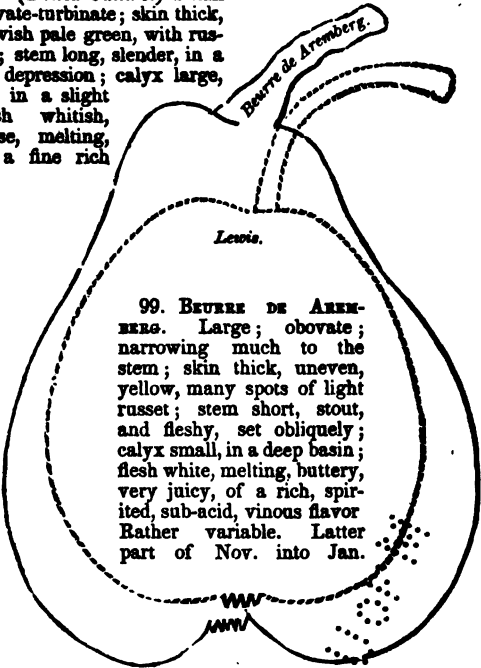 vate-turbinate; skin thick,
wish pale green, with rus-
; stem long, slender, in a
depression; calyx large,
in a slight
sh whitish,
se, melting,
a fine rich
Beurre de Aremberg.
Lewis.
99. BEURRE DE AREM-
BERG. Large; obovate;
narrowing much to the
stem; skin thick, uneven,
yellow, many spots of light
russet; stem short, stout,
and fleshy, set obliquely;
calyx small, in a deep basin;
flesh white, melting, buttery,
very juicy, of a rich, spir-
ited, sub-acid, vinous flavor
Rather variable. Latter
part of Nov. into Jan.